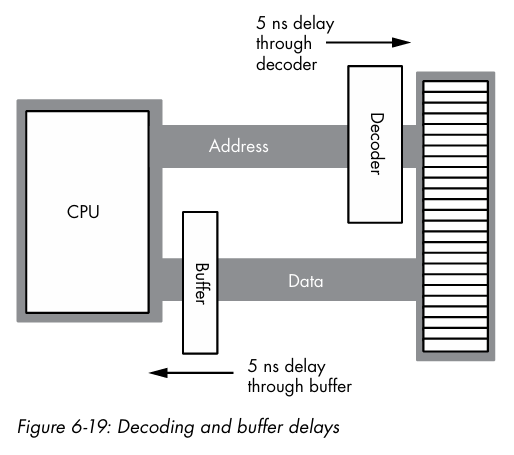 5 ns delay
through
decoder
Decoder
Address
CPU
Buffer
Data
5 ns delay
through buffer
Figure 6-19: Decoding and buffer delays